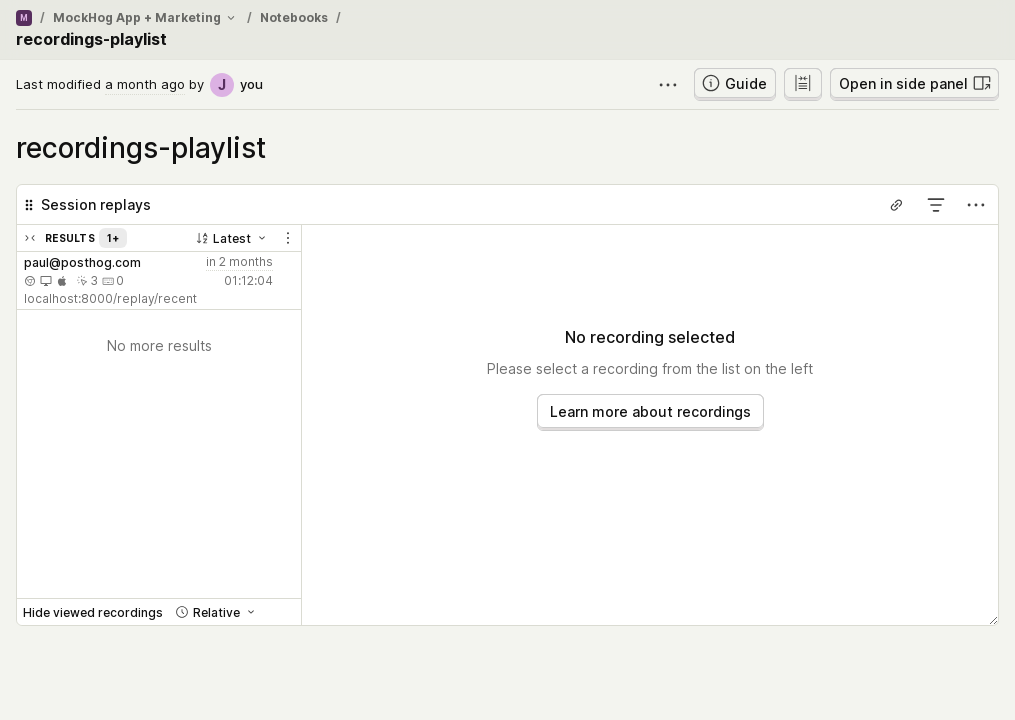 M / MockHog App + Marketing / Notebooks /
recordings-playlist
Last modified a month ago by J you
Guide
Open in side panel
recordings-playlist
Session replays
RESULTS 1+
Latest
paul@posthog.com in 2 months
3 0 01:12:04
localhost:8000/replay/recent
No more results
No recording selected
Please select a recording from the list on the left
Learn more about recordings
Hide viewed recordings Relative